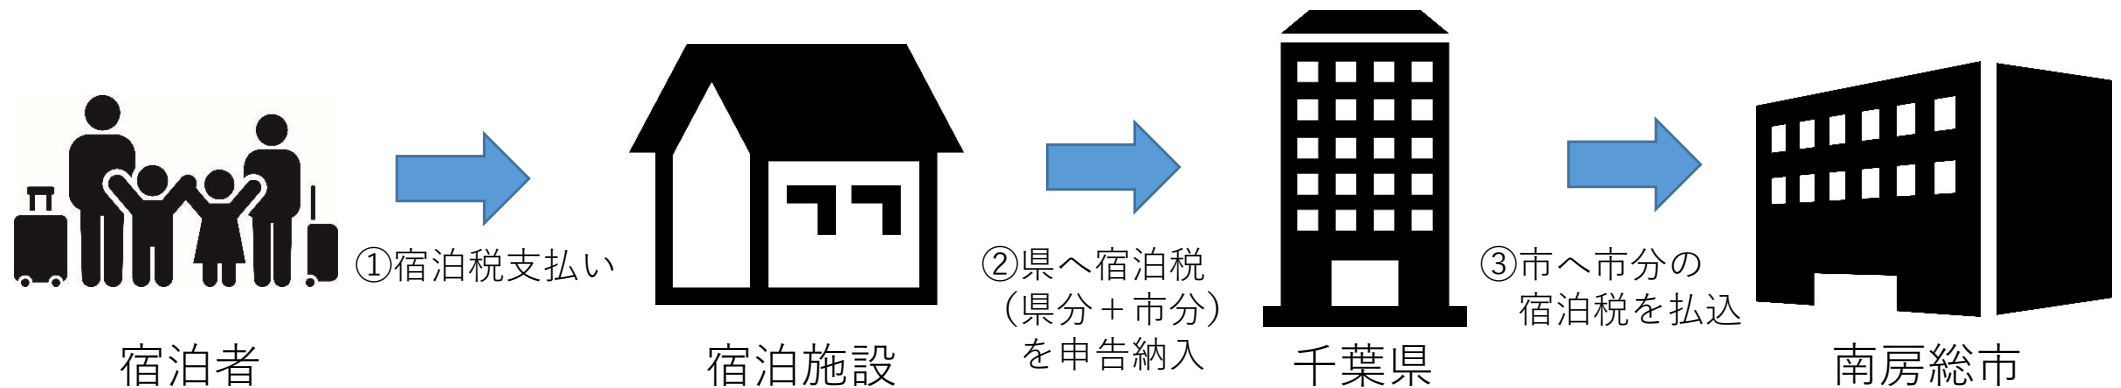 ①宿泊税支払い
②県へ宿泊税
（県分＋市分）
を申告納入
③市へ市分の
宿泊税を払込
宿泊者
宿泊施設
千葉県
南房総市